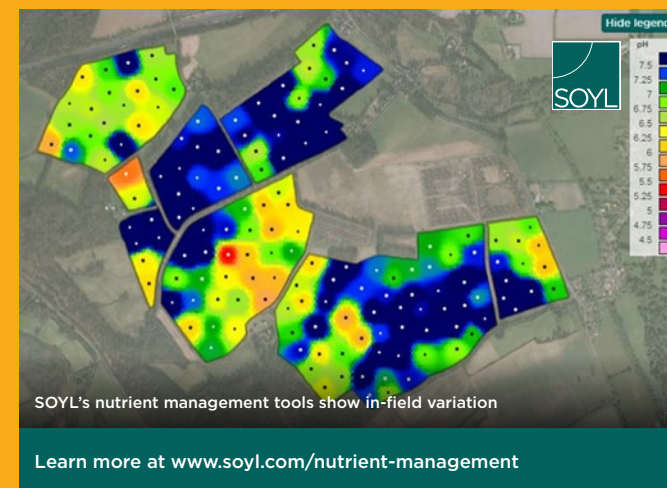 Hide legend
pH
7.5
7.25
7
6.75
6.5
6.25
6
5.75
5.5
5.25
5
4.75
4.5
SOYL
SOYL's nutrient management tools show in-field variation
Learn more at www.soyl.com/nutrient-management